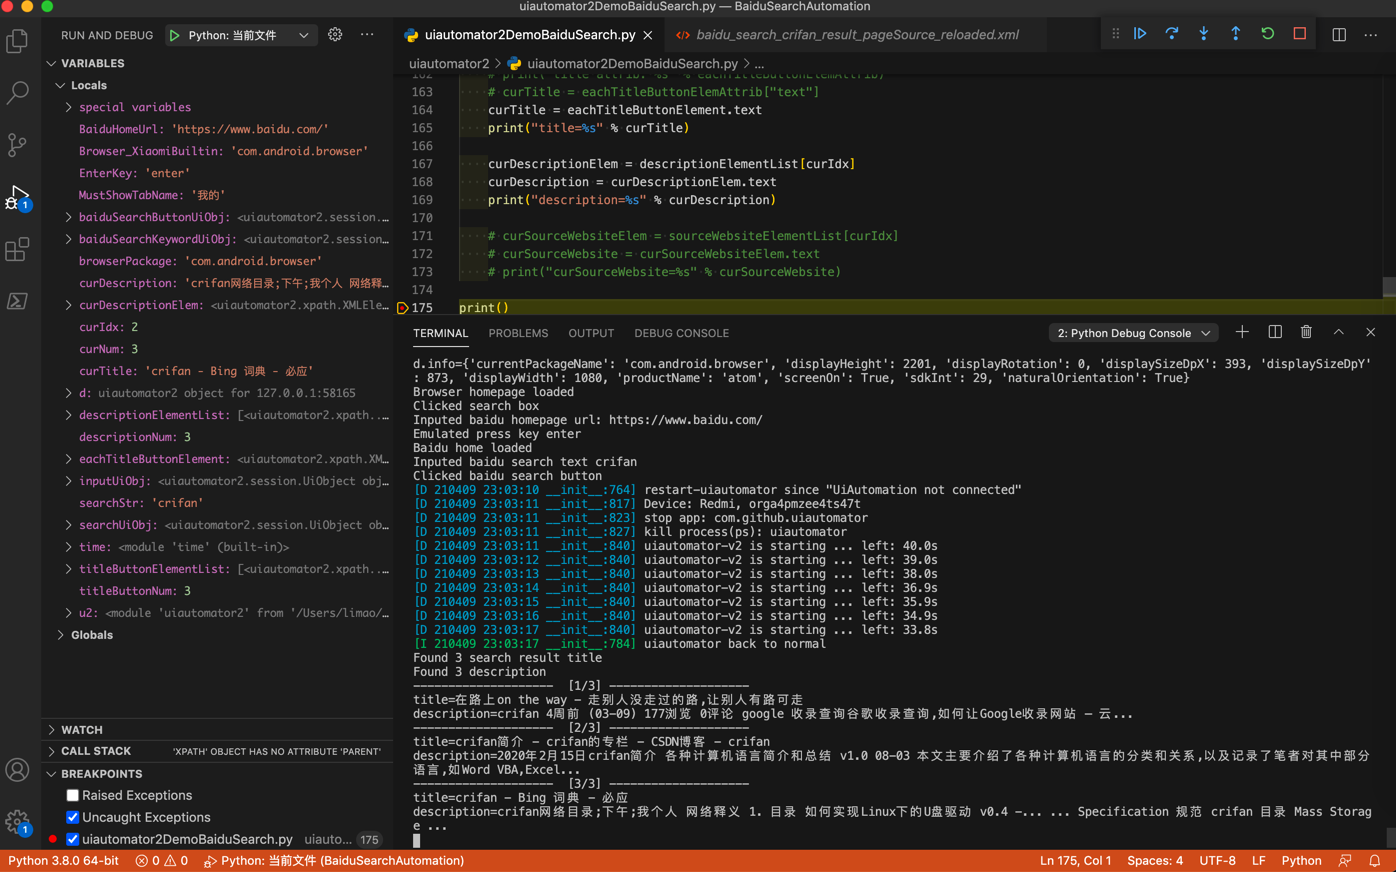 uiautomator2DemoBaiduSearch.py — BaiduSearchAutomation
RUN AND DEBUG
Python: 当前文件
uiautomator2DemoBaiduSearch.py
baidu_search_crifan_result_pageSource_reloaded.xml
uiautomator2 > uiautomator2DemoBaiduSearch.py > ...
VARIABLES
Locals
special variables
BaiduHomeUrl: 'https://www.baidu.com/'
Browser_XiaomiBuiltin: 'com.android.browser'
EnterKey: 'enter'
MustShowTabName: '我的'
baiduSearchButtonUiObj: <uiautomator2.session....
baiduSearchKeywordUiObj: <uiautomator2.session...
browserPackage: 'com.android.browser'
curDescription: 'crifan网络目录;下午;我个人 网络释...
curDescriptionElem: <uiautomator2.xpath.XMLEle...
curIdx: 2
curNum: 3
curTitle: 'crifan - Bing 词典 - 必应'
d: uiautomator2 object for 127.0.0.1:58165
descriptionElementList: [<uiautomator2.xpath....
descriptionNum: 3
eachTitleButtonElement: <uiautomator2.xpath.XM...
inputUiObj: <uiautomator2.session.UiObject obj...
searchStr: 'crifan'
searchUiObj: <uiautomator2.session.UiObject ob...
time: <module 'time' (built-in)>
titleButtonElementList: [<uiautomator2.xpath....
titleButtonNum: 3
u2: <module 'uiautomator2' from '/Users/limao/...
Globals
WATCH
CALL STACK 'XPATH' OBJECT HAS NO ATTRIBUTE 'PARENT'
BREAKPOINTS
Raised Exceptions
Uncaught Exceptions
uiautomator2DemoBaiduSearch.py uiauto... 175
1
1
162 # print("title attrib: %s" % eachTitleButtonElemAttrib)
163 # curTitle = eachTitleButtonElemAttrib["text"]
164 curTitle = eachTitleButtonElement.text
165 print("title=%s" % curTitle)
166
167 curDescriptionElem = descriptionElementList[curIdx]
168 curDescription = curDescriptionElem.text
169 print("description=%s" % curDescription)
170
171 # curSourceWebsiteElem = sourceWebsiteElementList[curIdx]
172 # curSourceWebsite = curSourceWebsiteElem.text
173 # print("curSourceWebsite=%s" % curSourceWebsite)
174
175 print()
TERMINAL PROBLEMS OUTPUT DEBUG CONSOLE
2: Python Debug Console
d.info={'currentPackageName': 'com.android.browser', 'displayHeight': 2201, 'displayRotation': 0, 'displaySizeDpX': 393, 'displaySizeDpY'
: 873, 'displayWidth': 1080, 'productName': 'atom', 'screenOn': True, 'sdkInt': 29, 'naturalOrientation': True}
Browser homepage loaded
Clicked search box
Inputed baidu homepage url: https://www.baidu.com/
Emulated press key enter
Baidu home loaded
Inputed baidu search text crifan
Clicked baidu search button
[D 210409 23:03:10 __init__:764] restart-uiautomator since "UiAutomation not connected"
[D 210409 23:03:11 __init__:817] Device: Redmi, orga4pmzee4ts47t
[D 210409 23:03:11 __init__:823] stop app: com.github.uiautomator
[D 210409 23:03:11 __init__:827] kill process(ps): uiautomator
[D 210409 23:03:11 __init__:840] uiautomator-v2 is starting ... left: 40.0s
[D 210409 23:03:12 __init__:840] uiautomator-v2 is starting ... left: 39.0s
[D 210409 23:03:13 __init__:840] uiautomator-v2 is starting ... left: 38.0s
[D 210409 23:03:14 __init__:840] uiautomator-v2 is starting ... left: 36.9s
[D 210409 23:03:15 __init__:840] uiautomator-v2 is starting ... left: 35.9s
[D 210409 23:03:16 __init__:840] uiautomator-v2 is starting ... left: 34.9s
[D 210409 23:03:17 __init__:840] uiautomator-v2 is starting ... left: 33.8s
[I 210409 23:03:17 __init__:784] uiautomator back to normal
Found 3 search result title
Found 3 description
-------------------- [1/3] --------------------
title=在路上on the way - 走别人没走过的路,让别人有路可走
description=crifan 4周前 (03-09) 177浏览 0评论 google 收录查询谷歌收录查询,如何让Google收录网站 - 云...
-------------------- [2/3] --------------------
title=crifan简介 - crifan的专栏 - CSDN博客 - crifan
description=2020年2月15日crifan简介 各种计算机语言简介和总结 v1.0 08-03 本文主要介绍了各种计算机语言的分类和关系,以及记录了笔者对其中部分
语言,如Word VBA,Excel...
-------------------- [3/3] --------------------
title=crifan - Bing 词典 - 必应
description=crifan网络目录;下午;我个人 网络释义 1. 目录 如何实现Linux下的U盘驱动 v0.4 -... ... Specification 规范 crifan 目录 Mass Storag
e ...
Python 3.8.0 64-bit 0 0 Python: 当前文件 (BaiduSearchAutomation) Ln 175, Col 1 Spaces: 4 UTF-8 LF Python